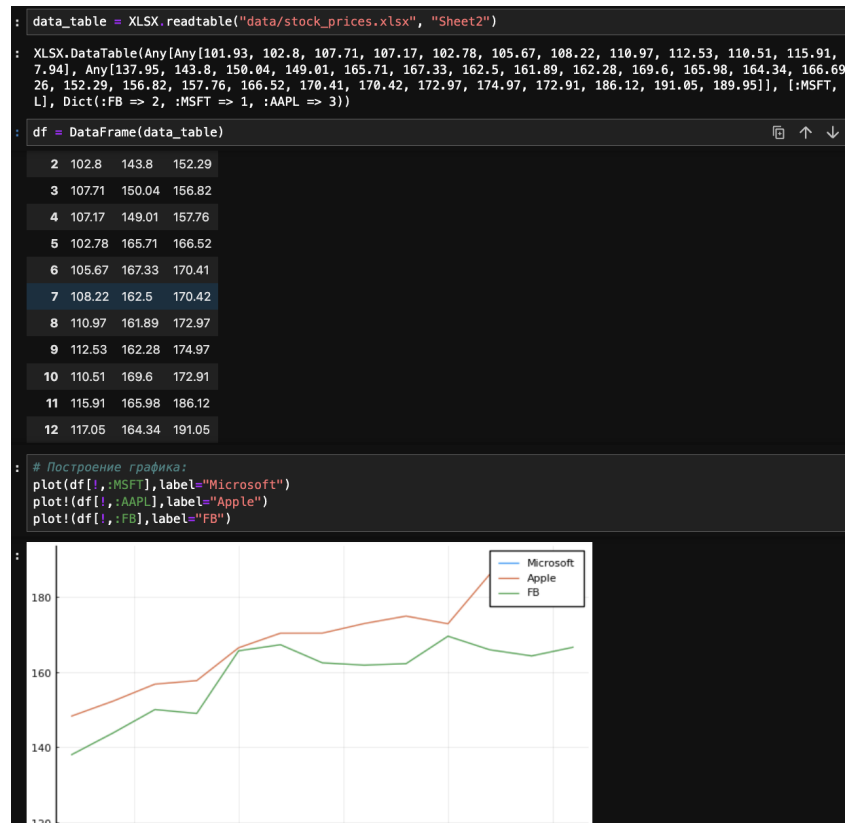 : data_table = XLSX.readtable("data/stock_prices.xlsx", "Sheet2")
: XLSX.DataTable(Any[Any[101.93, 102.8, 107.71, 107.17, 102.78, 105.67, 108.22, 110.97, 112.53, 110.51, 115.91,
7.94], Any[137.95, 143.8, 150.04, 149.01, 165.71, 167.33, 162.5, 161.89, 162.28, 169.6, 165.98, 164.34, 166.69
26, 152.29, 156.82, 157.76, 166.52, 170.41, 170.42, 172.97, 174.97, 172.91, 186.12, 191.05, 189.95]], [:MSFT,
L], Dict(:FB => 2, :MSFT => 1, :AAPL => 3))
: df = DataFrame(data_table)
2 102.8 143.8 152.29
3 107.71 150.04 156.82
4 107.17 149.01 157.76
5 102.78 165.71 166.52
6 105.67 167.33 170.41
7 108.22 162.5 170.42
8 110.97 161.89 172.97
9 112.53 162.28 174.97
10 110.51 169.6 172.91
11 115.91 165.98 186.12
12 117.05 164.34 191.05
: # Построение графика:
plot(df[!,:MSFT],label="Microsoft")
plot!(df[!,:AAPL],label="Apple")
plot!(df[!,:FB],label="FB")
:
Microsoft
Apple
FB
180
160
140
120